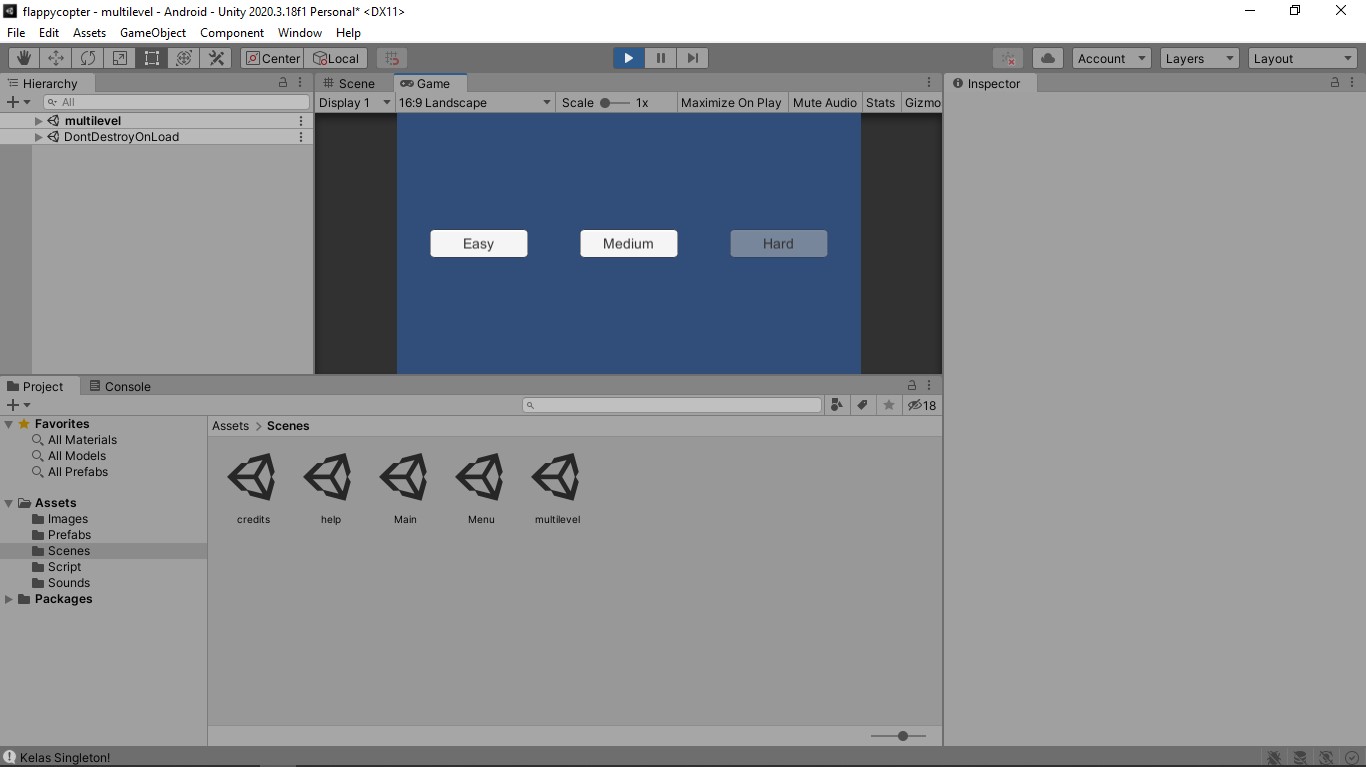 flappycopter - multilevel - Android - Unity 2020.3.18f1 Personal* <DX11>
File Edit Assets GameObject Component Window Help
Center Local Account Layers Layout
Hierarchy Scene Game Inspector
All Display 1 16:9 Landscape Scale 1x Maximize On Play Mute Audio Stats Gizmo
multilevel
DontDestroyOnLoad
Easy Medium Hard
Project Console
18
Favorites
All Materials
All Models
All Prefabs
Assets
Images
Prefabs
Scenes
Script
Sounds
Packages
Assets > Scenes
credits help Main Menu multilevel
Kelas Singleton!